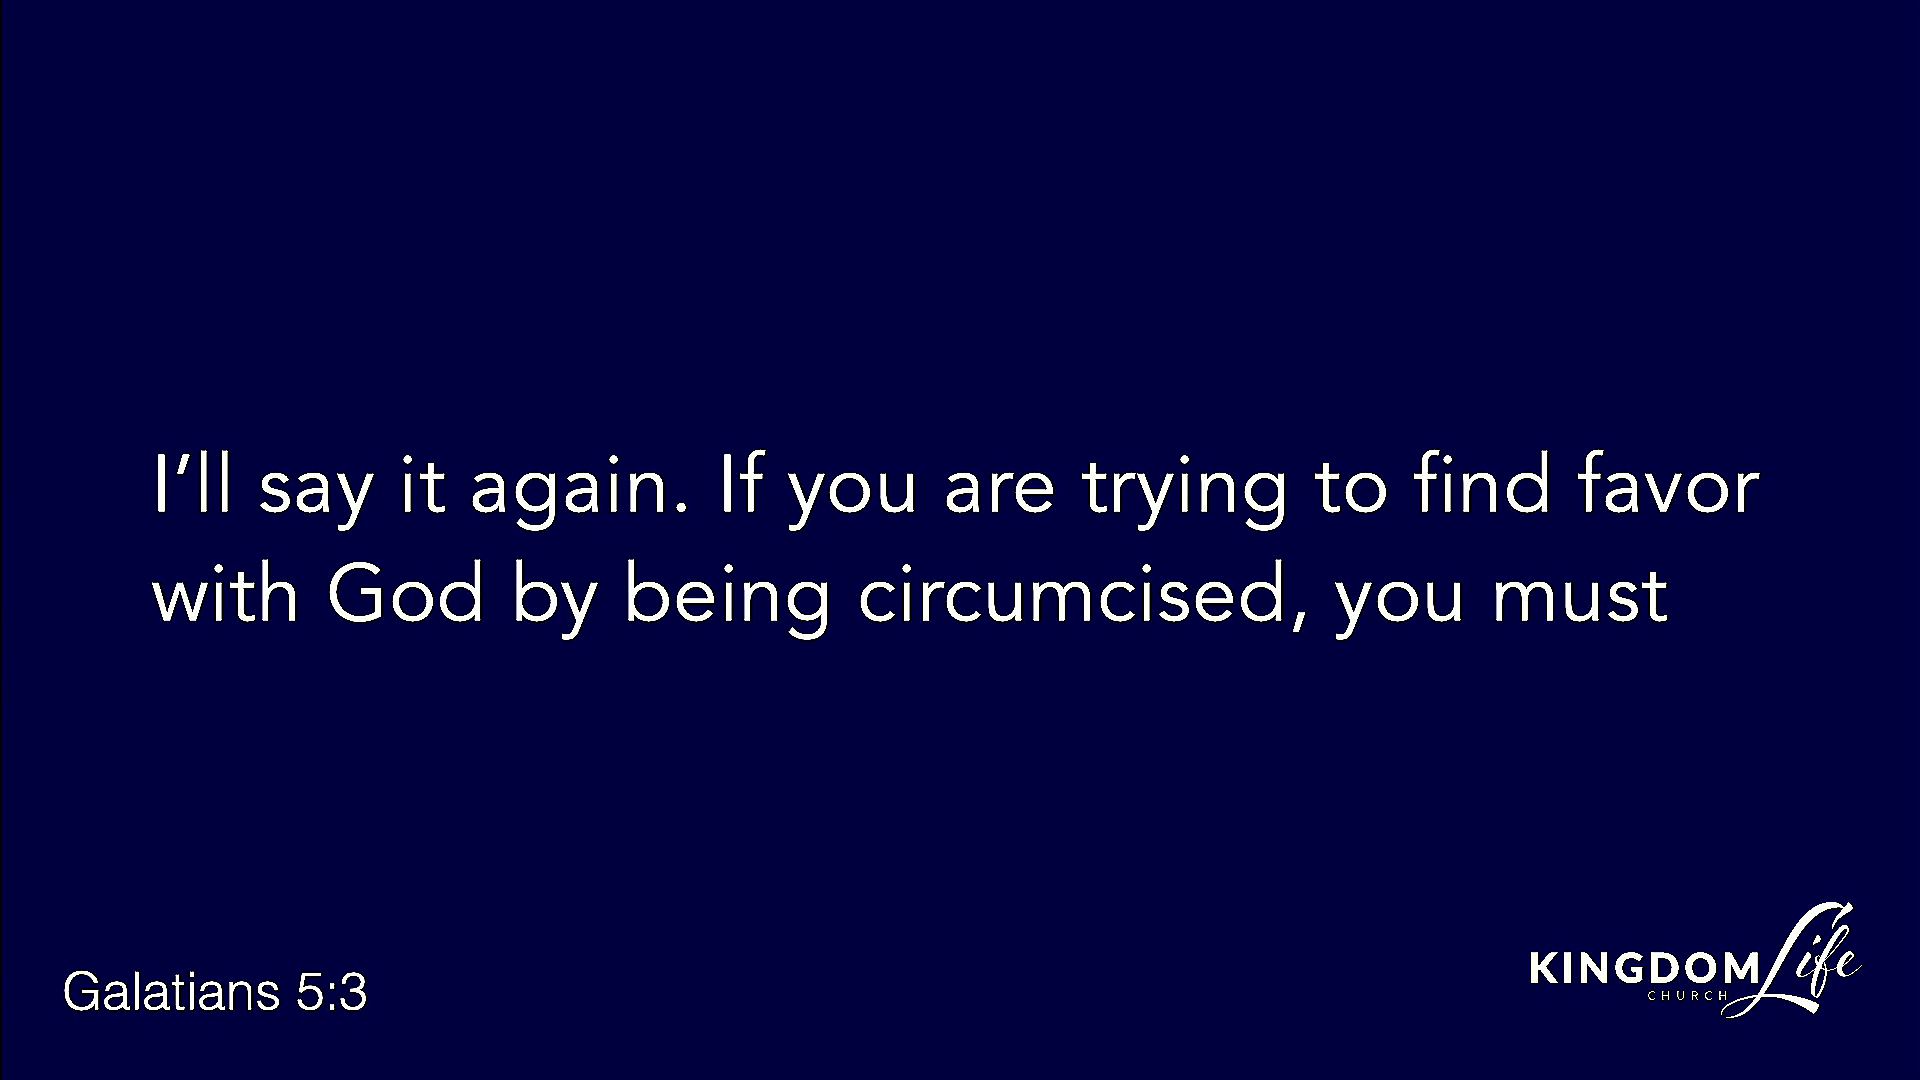 I’ll say it again. If you are trying to find favor
with God by being circumcised, you must
Galatians 5:3
KINGDOM Life
CHURCH